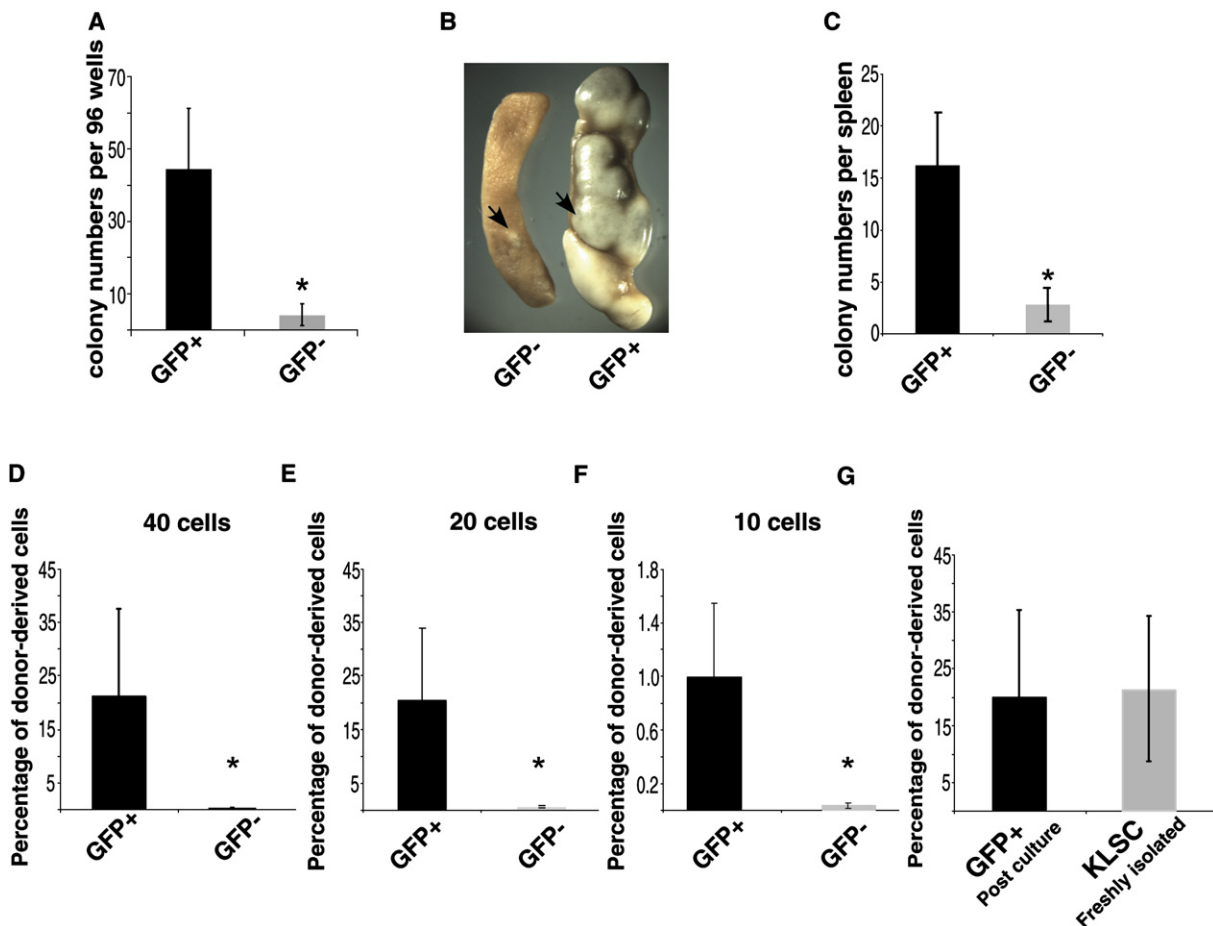 A
colony numbers per 96 wells
70
50
30
10
*
GFP+
GFP-
B
GFP-
GFP+
C
colony numbers per spleen
25
20
15
10
5
0
*
GFP+
GFP-
D
40 cells
Percentage of donor-derived cells
45
35
25
15
5
*
GFP+
GFP-
E
20 cells
Percentage of donor-derived cells
45
35
25
15
5
*
GFP+
GFP-
F
10 cells
Percentage of donor-derived cells
1.8
1.4
1.0
0.6
0.2
*
GFP+
GFP-
G
Percentage of donor-derived cells
45
35
25
15
5
GFP+
Post culture
KLSC
Freshly isolated